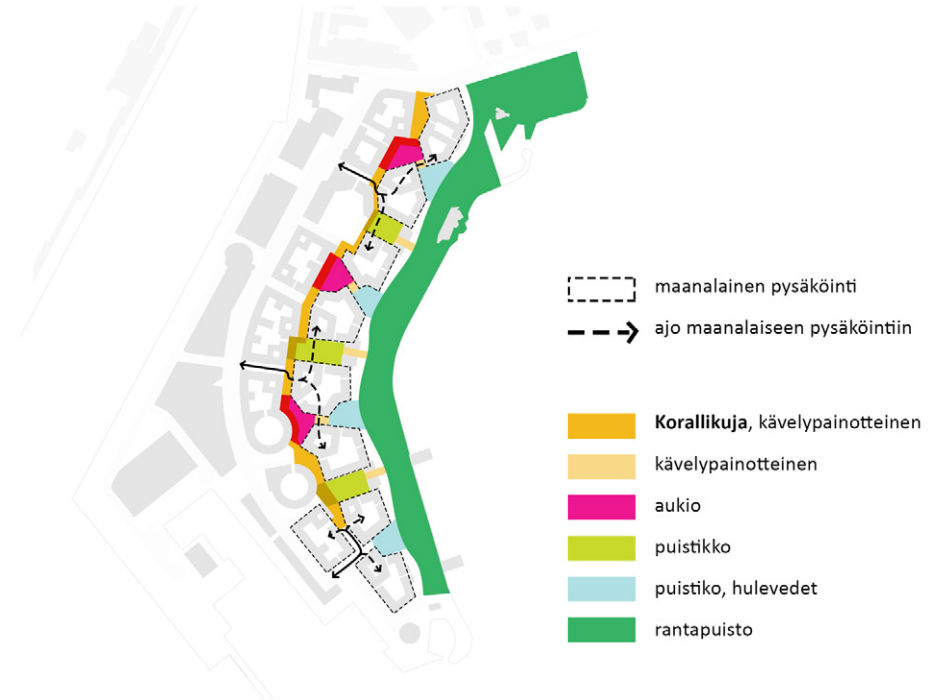 maanalainen pysäköinti
ajo maanalaiseen pysäköintiin
Korallikuja, kävelypainotteinen
kävelypainotteinen
aukio
puistikko
puistiko, hulevedet
rantapuisto